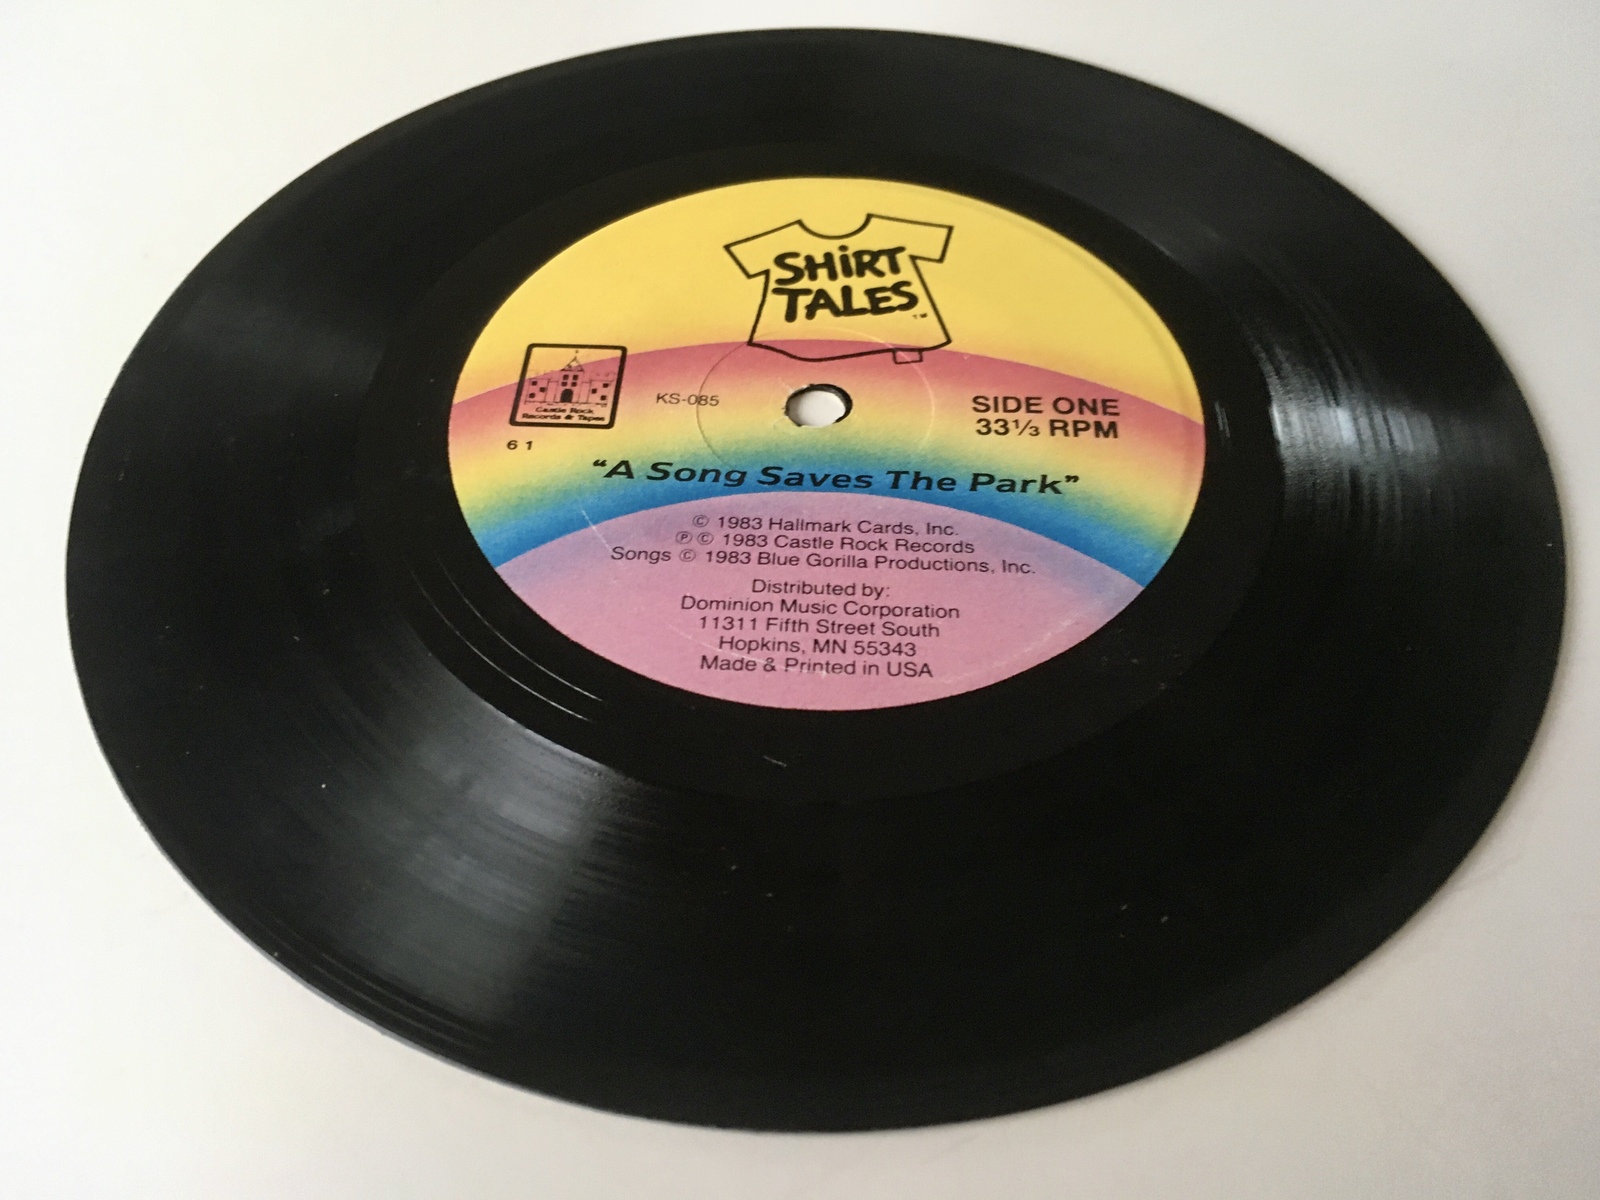 SHiRT
TALES™
Castle Rock
Records & Tapes
KS-085
SIDE ONE
33⅓ RPM
61
"A Song Saves The Park"
© 1983 Hallmark Cards, Inc.
℗ © 1983 Castle Rock Records
Songs © 1983 Blue Gorilla Productions, Inc.
Distributed by:
Dominion Music Corporation
11311 Fifth Street South
Hopkins, MN 55343
Made & Printed in USA